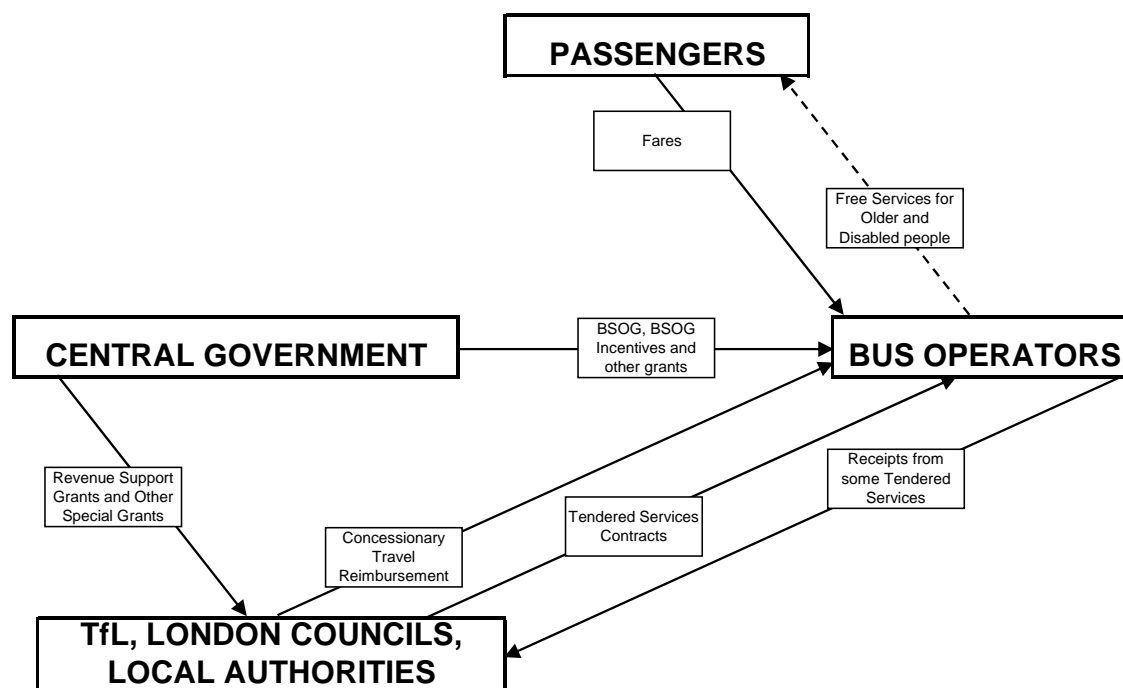 PASSENGERS
Fares
Free Services for
Older and
Disabled people
CENTRAL GOVERNMENT
BSOG, BSOG
Incentives and
other grants
BUS OPERATORS
Revenue Support
Grants and Other
Special Grants
Concessionary
Travel
Reimbursement
Tendered Services
Contracts
Receipts from
some Tendered
Services
TfL, LONDON COUNCILS,
LOCAL AUTHORITIES